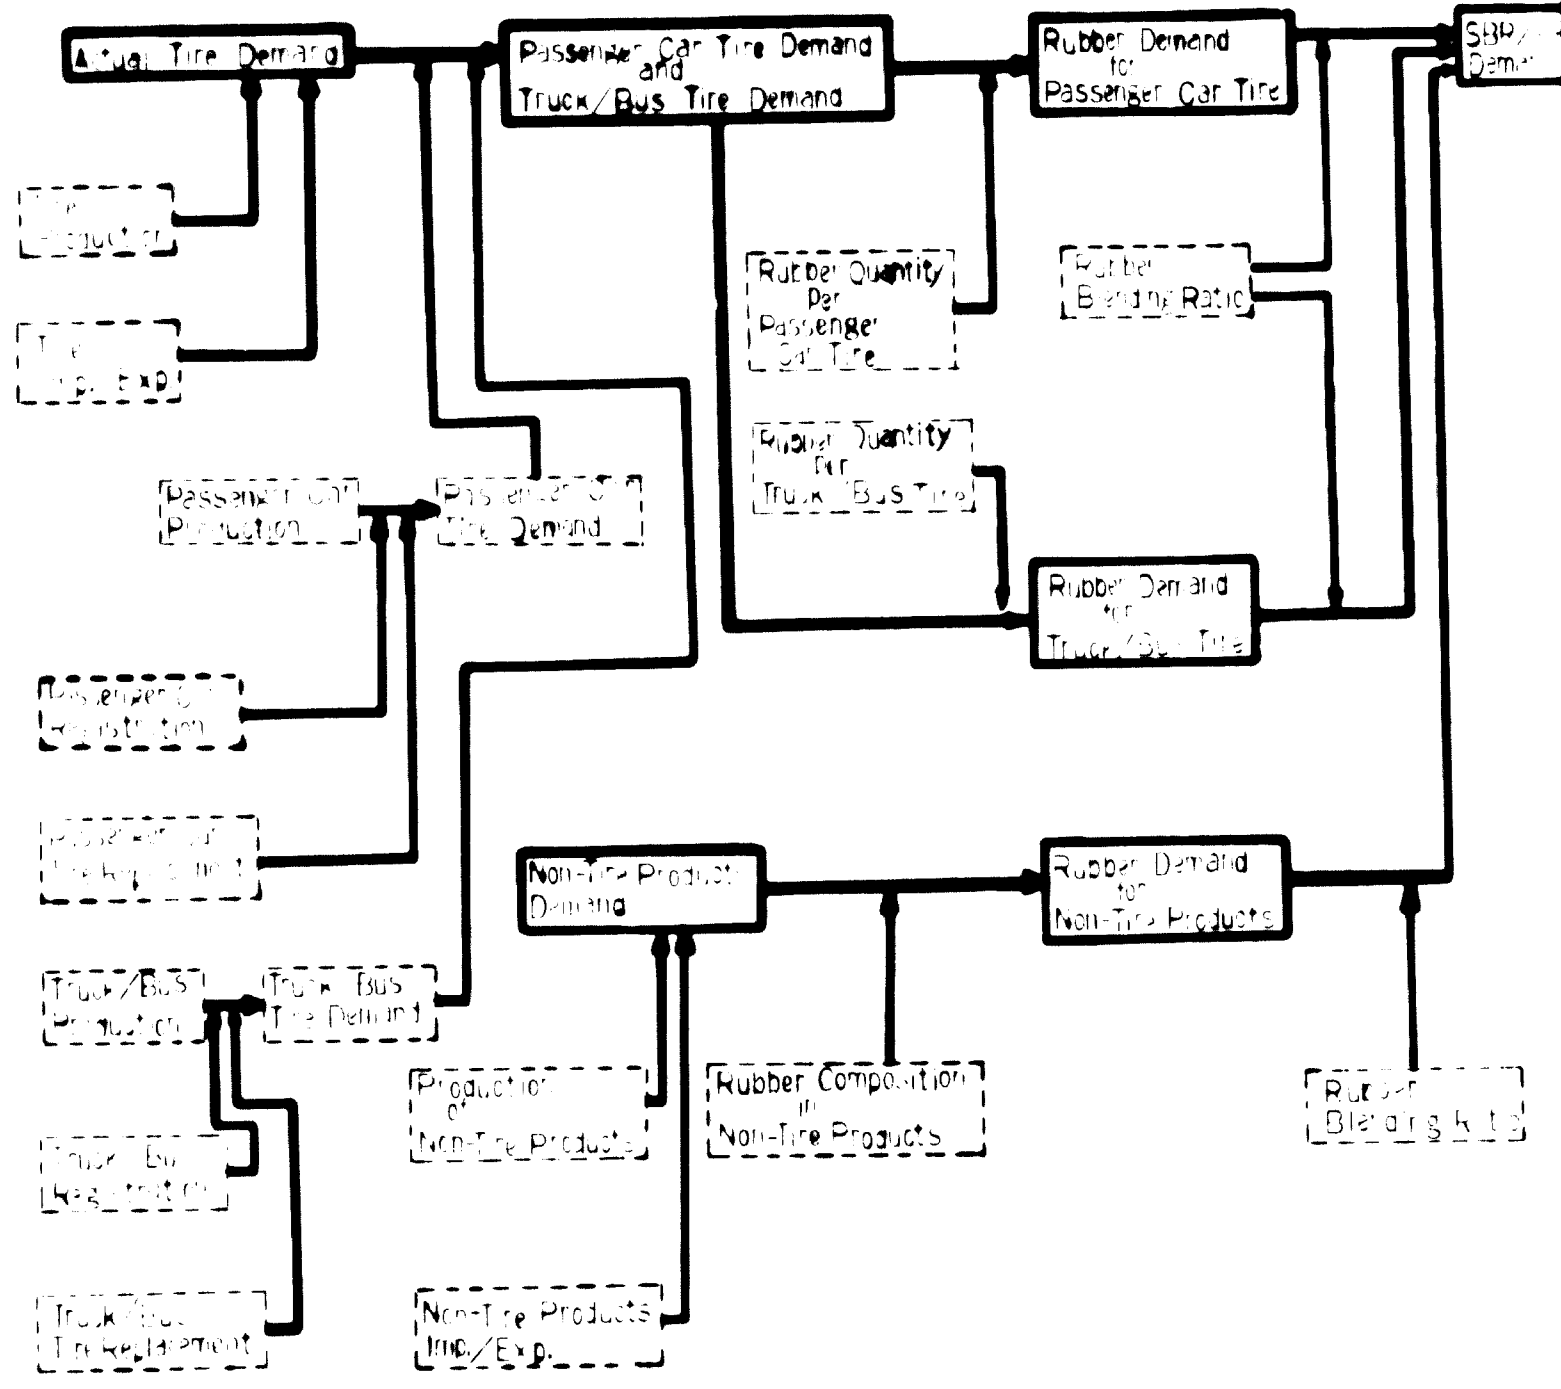 Actual Tire Demand
Passenger Car Tire Demand
and
Truck/Bus Tire Demand
Rubber Demand
for
Passenger Car Tire
SBR/
Tire
Production
Tire
Imp. Exp.
Rubber Quantity
Per
Passenger
Car Tire
Rubber
Blending Ratio
Rubber Quantity
Per
Truck/Bus Tire
Passenger Car
Production
Passenger Car
Tire Demand
Rubber Demand
for
Truck/Bus Tire
Passenger Car
Registration
Passenger Car
Tire Replacement
Non-Tire Products
Demand
Rubber Demand
for
Non-Tire Products
Truck/Bus
Production
Truck/Bus
Tire Demand
Production
of
Non-Tire Products
Rubber Composition
in
Non-Tire Products
Rubber
Blending Ratio
Truck/Bus
Registration
Truck/Bus
Tire Replacement
Non-Tire Products
Imp./Exp.